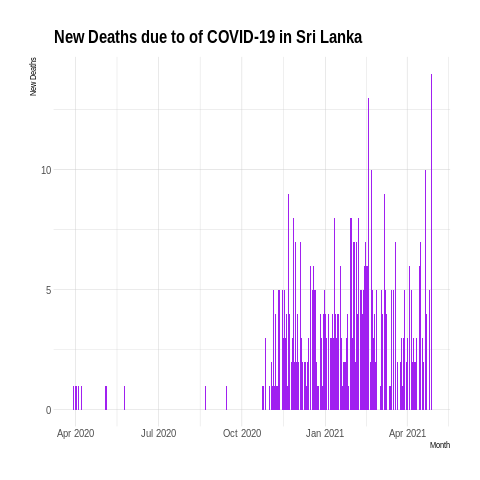 New Deaths due to of COVID-19 in Sri Lanka
New Deaths
10
5
0
Apr 2020 Jul 2020 Oct 2020 Jan 2021 Apr 2021
Month